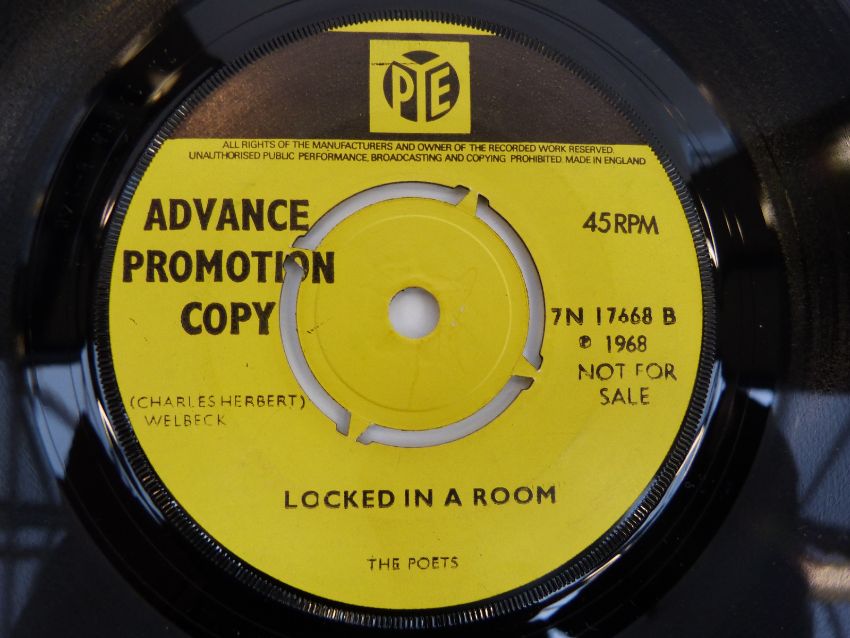 PYE
ALL RIGHTS OF THE MANUFACTURERS AND OWNER OF THE RECORDED WORK RESERVED.
UNAUTHORISED PUBLIC PERFORMANCE, BROADCASTING AND COPYING PROHIBITED. MADE IN ENGLAND
ADVANCE
PROMOTION
COPY
45 RPM
7N 17668 B
℗ 1968
NOT FOR
SALE
(CHARLES HERBERT)
WELBECK
LOCKED IN A ROOM
THE POETS